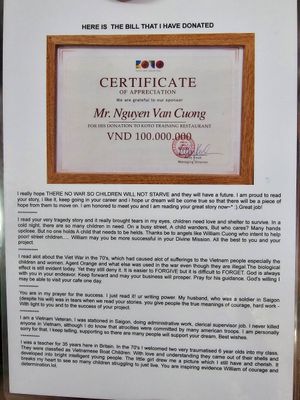 HERE IS THE BILL THAT I HAVE DONATED
KOTO
CERTIFICATE
OF APPRECIATION
We are grateful to our sponsor
Mr. Nguyen Van Cuong
FOR HIS DONATION TO KOTO TRAINING RESTAURANT
VND 100.000.000
Managing Director
I really hope THERE NO WAR SO CHILDREN WILL NOT STARVE and they will have a future. I am proud to read
your story, I like it, keep going in your career and i hope ur dream will be come true so that there will be a piece of
hope from them to move on. I am honored to meet you and I am reading your great story now~^ ) Great job!
I read your very tragedy story and it really brought tears in my eyes, children need love and shelter to survive. In a
cold night, there are so many children in need. On a busy street, A child wanders, But who cares? Many hands
updistee, But no one holds A child that needs to be helped. Thanks to be angels like William Cuong who intend to help
poor street children..... William may you be more successful in your Divine Mission. All the best to you and your
project
I read alot about the Viet War in the 70's. which had caused alot of sufferings to the Vietnam people especially the
children and women. Agent Orange and what else was used in the war even though they are illegal.The biological
effect is still evident today. Yet they still deny it. It is easier to FORGIVE but it is difficult to FORGET. God is always
with you in your endeavor. Keep forward and may your business will prosper. Pray for his guidance. God's willing I
may be able to visit your cafe one day
You are in my prayer for the success. I just read it! ur writing power. My husband, who was a soldier in Saigon
(despite his will) was in tears when we read your stories, you give people the true meanings of courage, hard work
- With light to you and to the success of your project.
I am a Vietnam Veteran, I was stationed in Saigon, doing administrative work, clerical supervisor job. I never killed
anyone in Vietnam, although I do know that atrocities were committed by many american troops. I am personally
sorry for that. I keep telling, supporting so there are many people will support your dream. Best wishes.
I was a teacher for 35 years here in Britain. In the 70's I welcomed two very traumatised 6 year olds into my class.
They were classified as Vietnamese Boat Children. With love and understanding they came out of their shells and
developed into bright intelligent young people. The little girl drew me a picture which I still have and cherish. It
breaks my heart to see so many children struggling to just live. You are inspiring evidence William of courage and
determination lol.